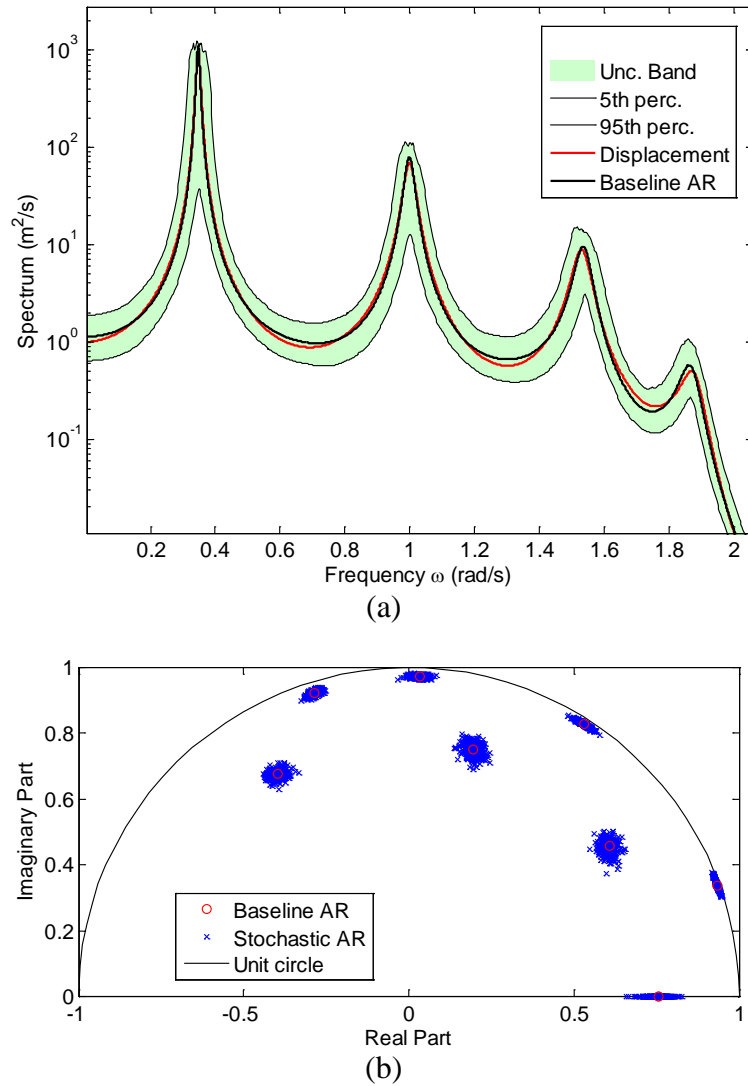 10³
10²
10¹
10⁰
10⁻¹
Spectrum (m²/s)
Unc. Band
5th perc.
95th perc.
Displacement
Baseline AR
0.2 0.4 0.6 0.8 1 1.2 1.4 1.6 1.8 2
Frequency ω (rad/s)
(a)
1
0.8
0.6
0.4
0.2
0
Imaginary Part
Baseline AR
Stochastic AR
Unit circle
-1 -0.5 0 0.5 1
Real Part
(b)